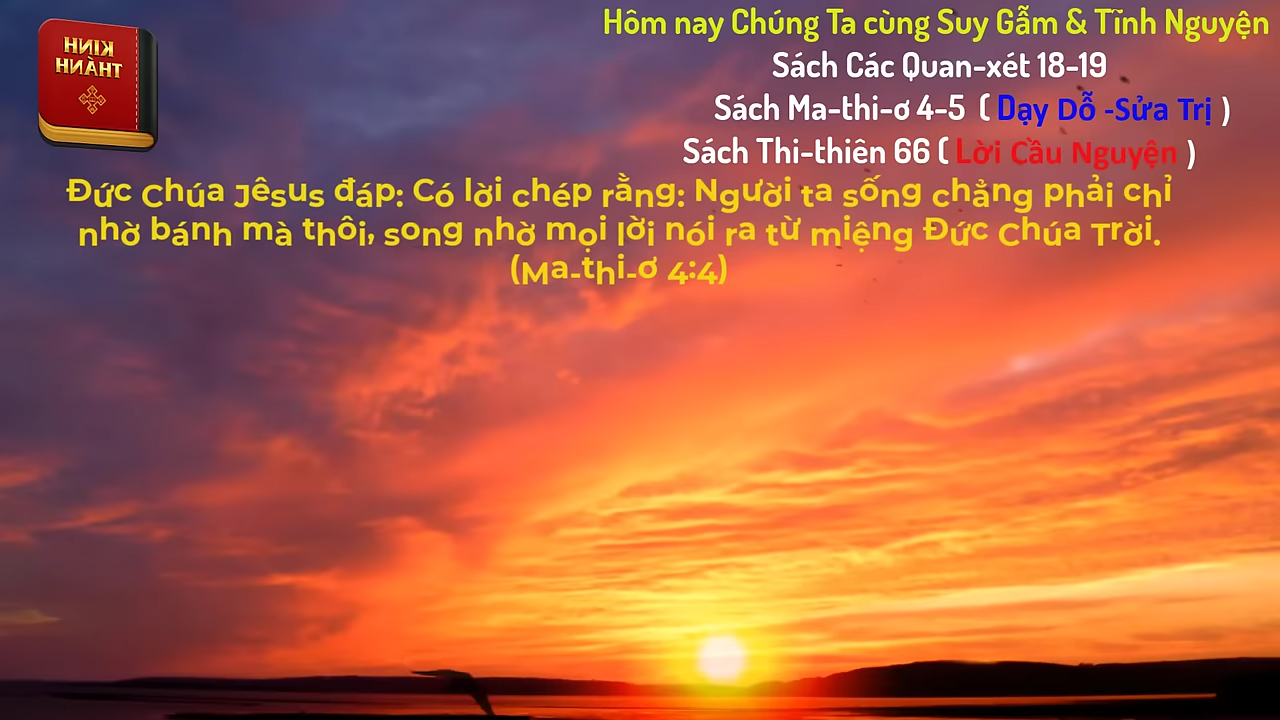 KINH
THÀNH
Hôm nay Chúng Ta cùng Suy Gẫm & Tĩnh Nguyện
Sách Các Quan-xét 18-19
Sách Ma-thi-ơ 4-5 ( Dạy Dỗ -Sửa Trị )
Sách Thi-thiên 66 ( Lời Cầu Nguyện )
Đức Chúa Jêsus đáp: Có lời chép rằng: Người ta sống chẳng phải chỉ
nhờ bánh mà thôi, song nhờ mọi lời nói ra từ miệng Đức Chúa Trời.
(Ma-thi-ơ 4:4)